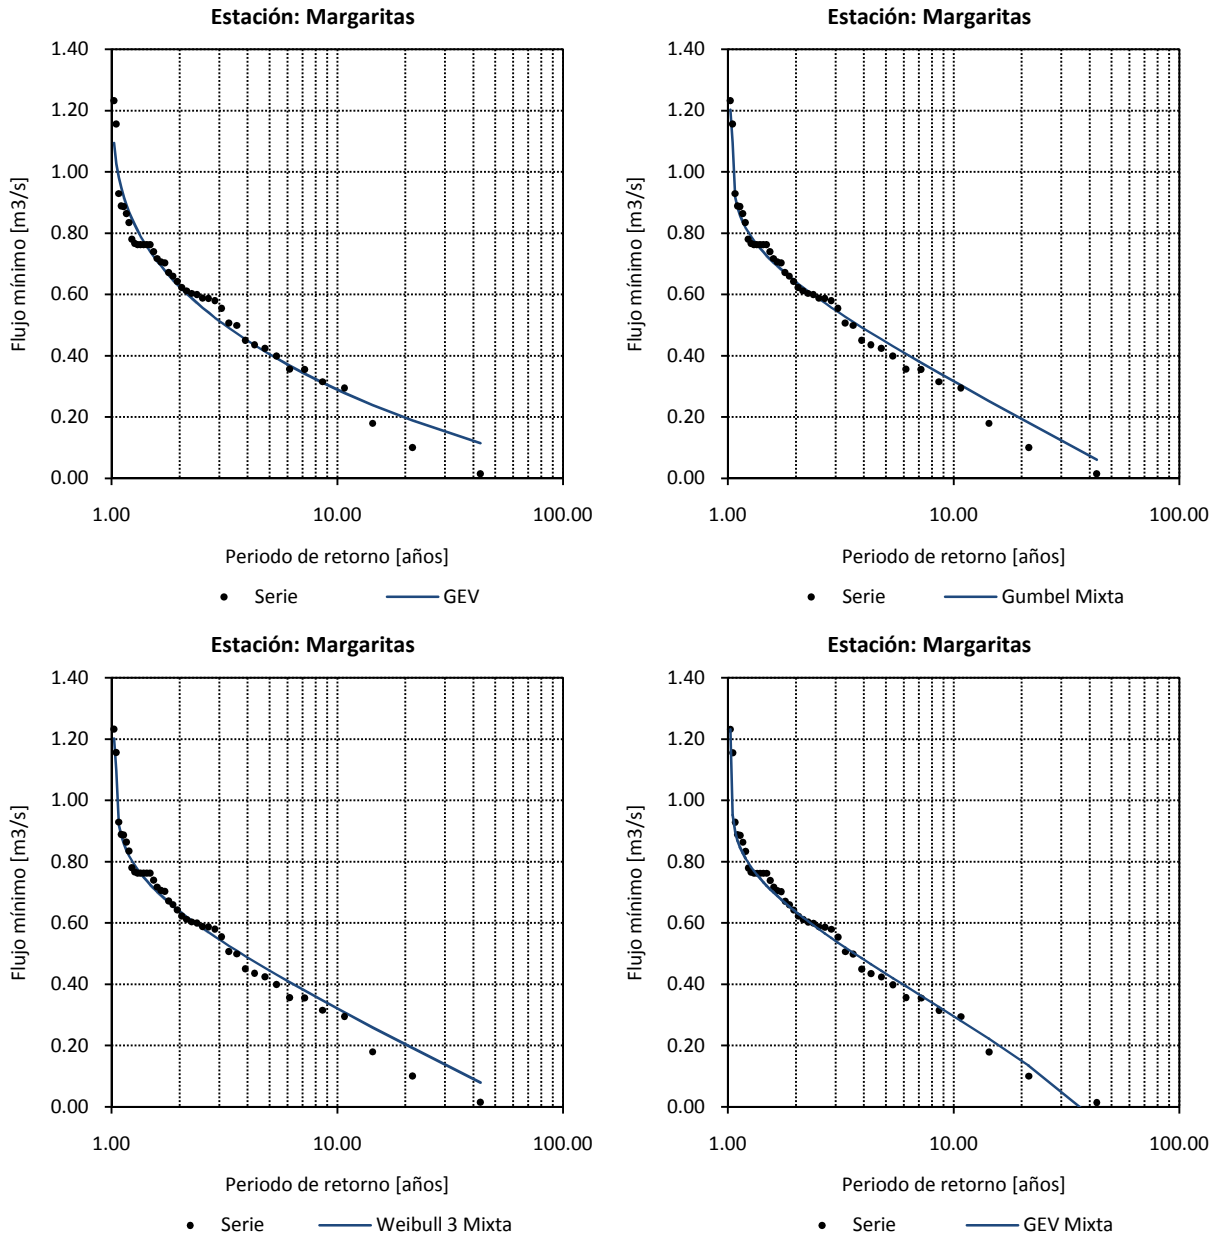 Estación: Margaritas
1.40
1.20
1.00
0.80
0.60
0.40
0.20
0.00
Flujo mínimo [m3/s]
1.00 10.00 100.00
Periodo de retorno [años]
Serie GEV
Estación: Margaritas
1.40
1.20
1.00
0.80
0.60
0.40
0.20
0.00
Flujo mínimo [m3/s]
1.00 10.00 100.00
Periodo de retorno [años]
Serie Gumbel Mixta
Estación: Margaritas
1.40
1.20
1.00
0.80
0.60
0.40
0.20
0.00
Flujo mínimo [m3/s]
1.00 10.00 100.00
Periodo de retorno [años]
Serie Weibull 3 Mixta
Estación: Margaritas
1.40
1.20
1.00
0.80
0.60
0.40
0.20
0.00
Flujo mínimo [m3/s]
1.00 10.00 100.00
Periodo de retorno [años]
Serie GEV Mixta